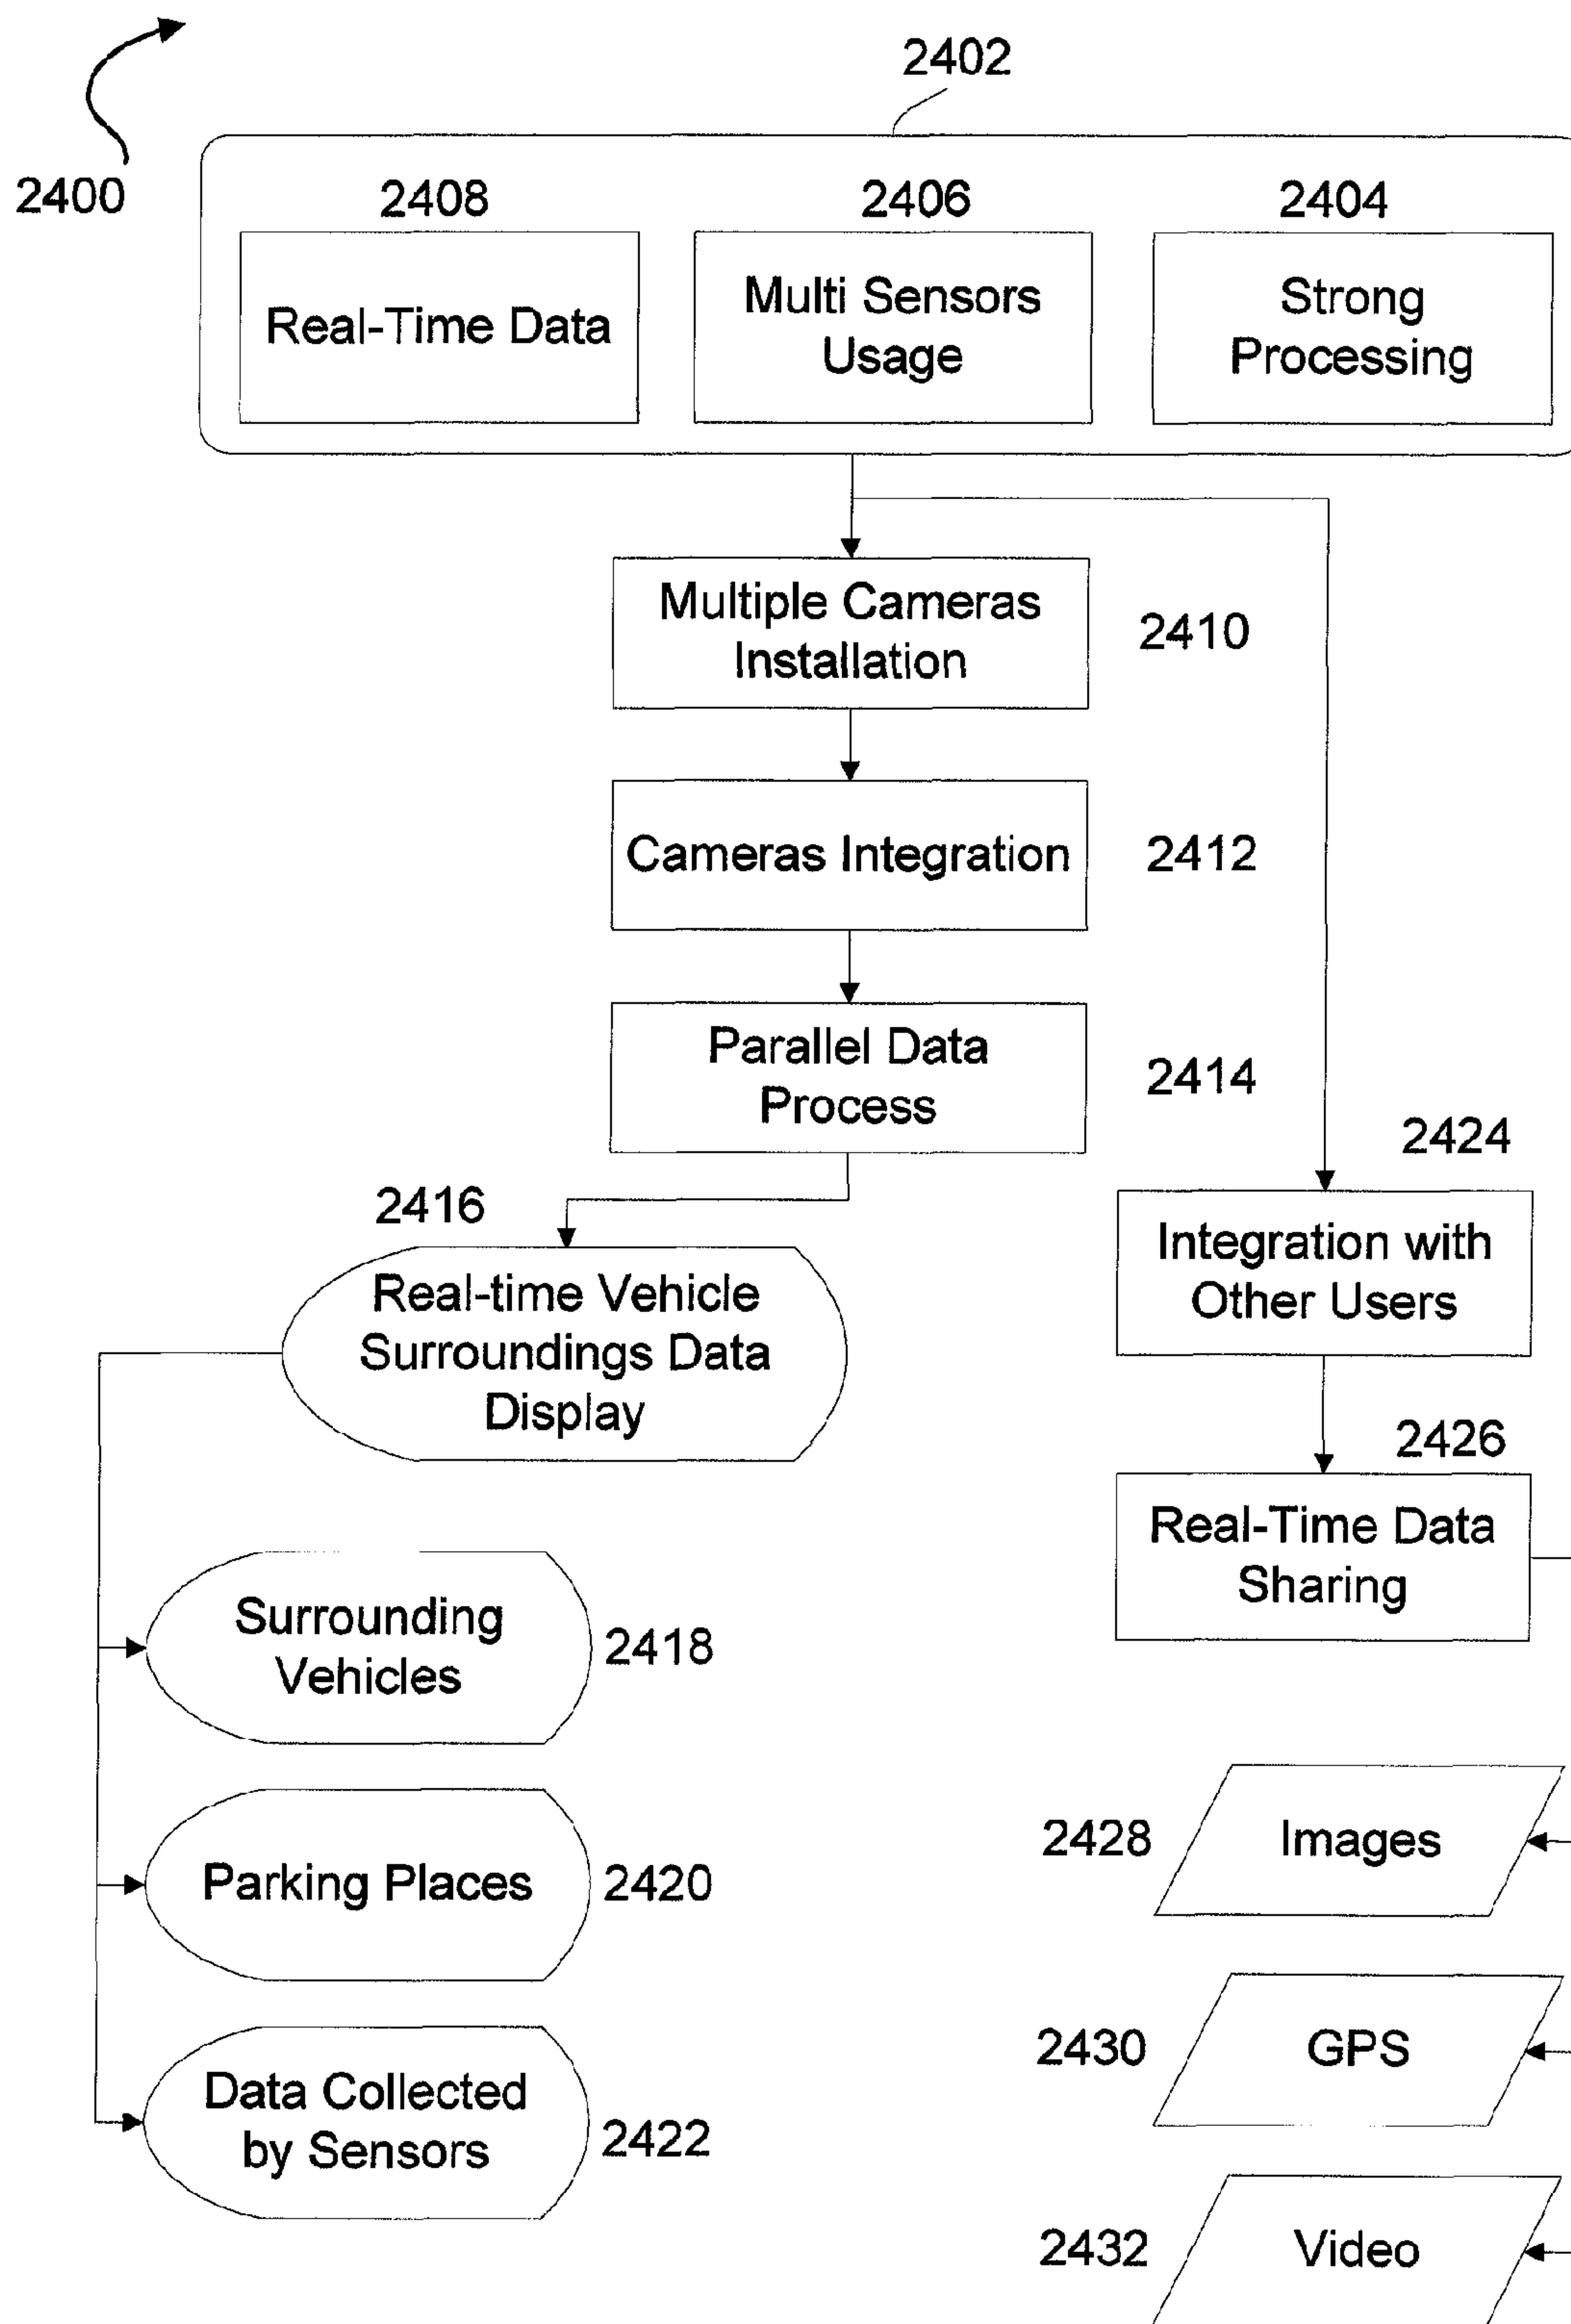 2402
2400
2408
2406
2404
Real-Time Data
Multi Sensors
Usage
Strong
Processing
Multiple Cameras
Installation
2410
Cameras Integration
2412
Parallel Data
Process
2414
2424
2416
Integration with
Other Users
Real-time Vehicle
Surroundings Data
Display
2426
Real-Time Data
Sharing
Surrounding
Vehicles
2418
2428
Images
Parking Places
2420
2430
GPS
Data Collected
by Sensors
2422
2432
Video